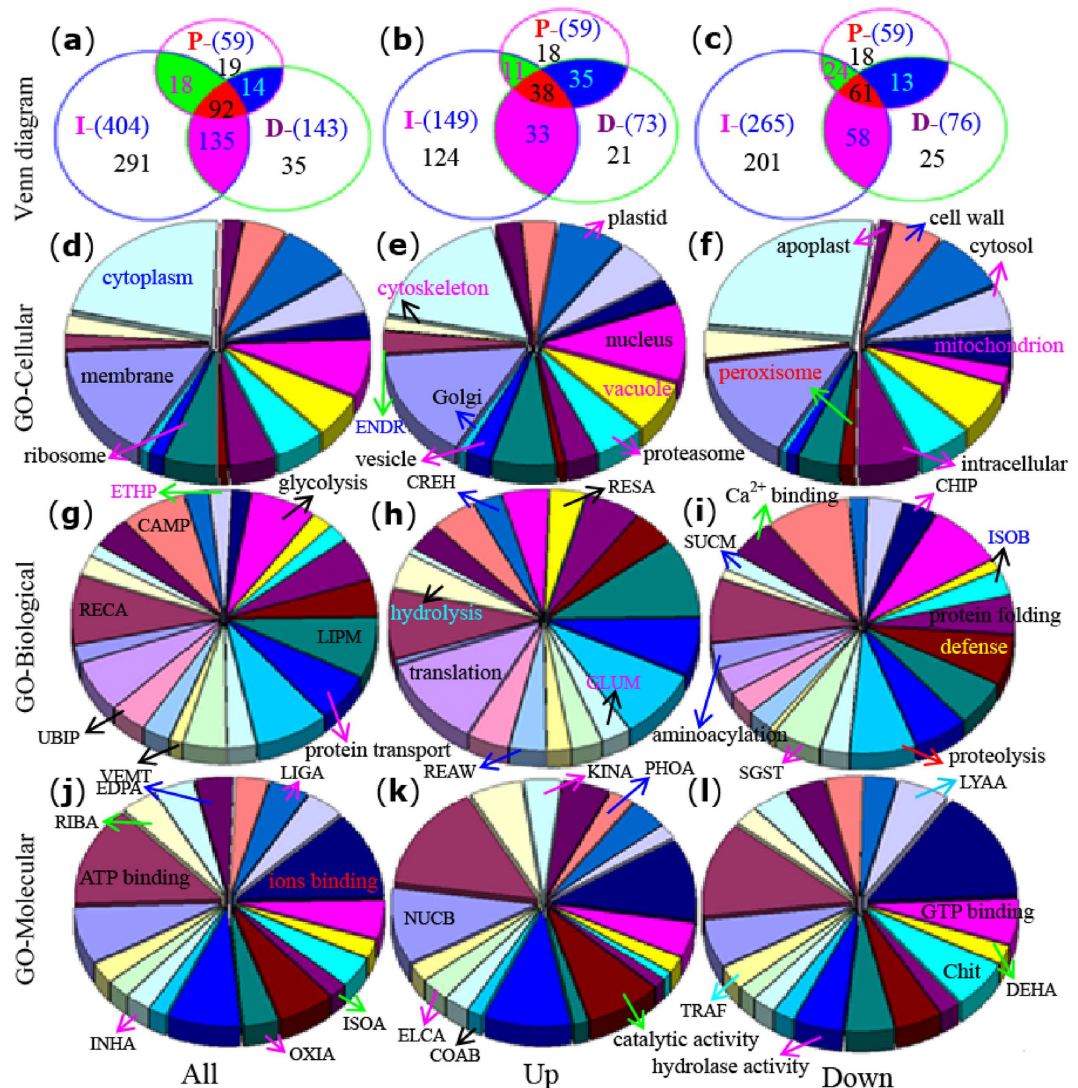 (a)
P-(59)
19
18
14
92
I-(404)
D-(143)
135
291
35
(b)
P-(59)
18
11
35
38
I-(149)
D-(73)
33
124
21
(c)
P-(59)
18
24
13
61
I-(265)
D-(76)
58
201
25
Venn diagram
(d)
cytoplasm
membrane
ribosome
(e)
plastid
cytoskeleton
nucleus
vacuole
Golgi
ENDR
vesicle
proteasome
(f)
cell wall
apoplast
cytosol
mitochondrion
peroxisome
intracellular
GO-Cellular
(g)
ETHP
glycolysis
CAMP
RECA
LIPM
UBIP
VEMT
protein transport
(h)
CREH
RESA
hydrolysis
translation
GLUM
REAW
(i)
Ca2+ binding
CHIP
SUCM
ISOB
protein folding
defense
aminoacylation
SGST
proteolysis
GO-Biological
(j)
EDPA
LIGA
RIBA
ATP binding
ions binding
INHA
OXIA
ISOA
(k)
KINA
PHOA
NUCB
ELCA
COAB
catalytic activity
(l)
LYAA
GTP binding
Chit
DEHA
TRAF
hydrolase activity
GO-Molecular
All
Up
Down